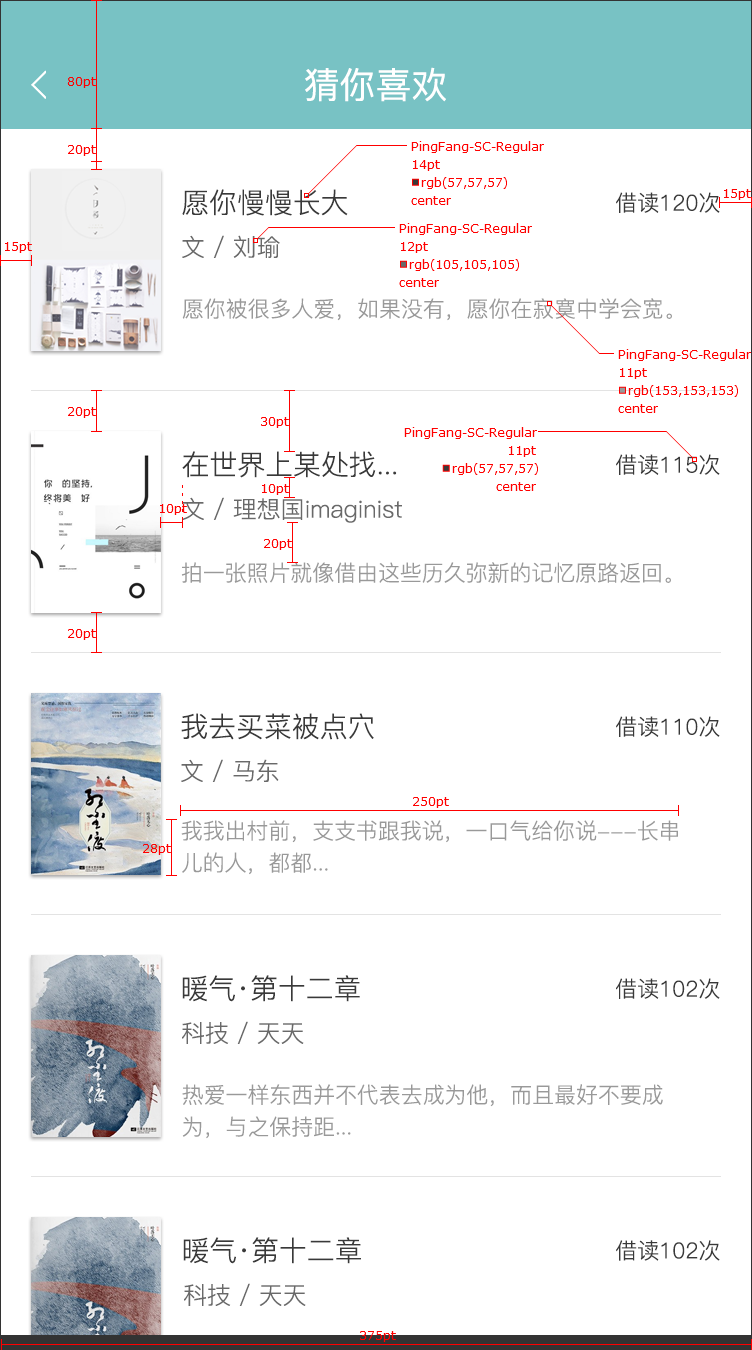 80pt
猜你喜欢
20pt
PingFang-SC-Regular
14pt
rgb(57,57,57)
center
愿你慢慢长大
借读120次
15pt
PingFang-SC-Regular
12pt
rgb(105,105,105)
center
15pt
文 / 刘瑜
愿你被很多人爱，如果没有，愿你在寂寞中学会宽。
PingFang-SC-Regular
11pt
rgb(153,153,153)
center
20pt
30pt
PingFang-SC-Regular
11pt
rgb(57,57,57)
center
在世界上某处找...
借读115次
你 的坚持,
终将美 好
10pt
10pt
文 / 理想国imaginist
20pt
拍一张照片就像借由这些历久弥新的记忆原路返回。
20pt
我去买菜被点穴
借读110次
文 / 马东
250pt
28pt
我我出村前，支支书跟我说，一口气给你说———长串
儿的人，都都...
暖气·第十二章
借读102次
科技 / 天天
热爱一样东西并不代表去成为他，而且最好不要成
为，与之保持距...
暖气·第十二章
借读102次
科技 / 天天
375pt